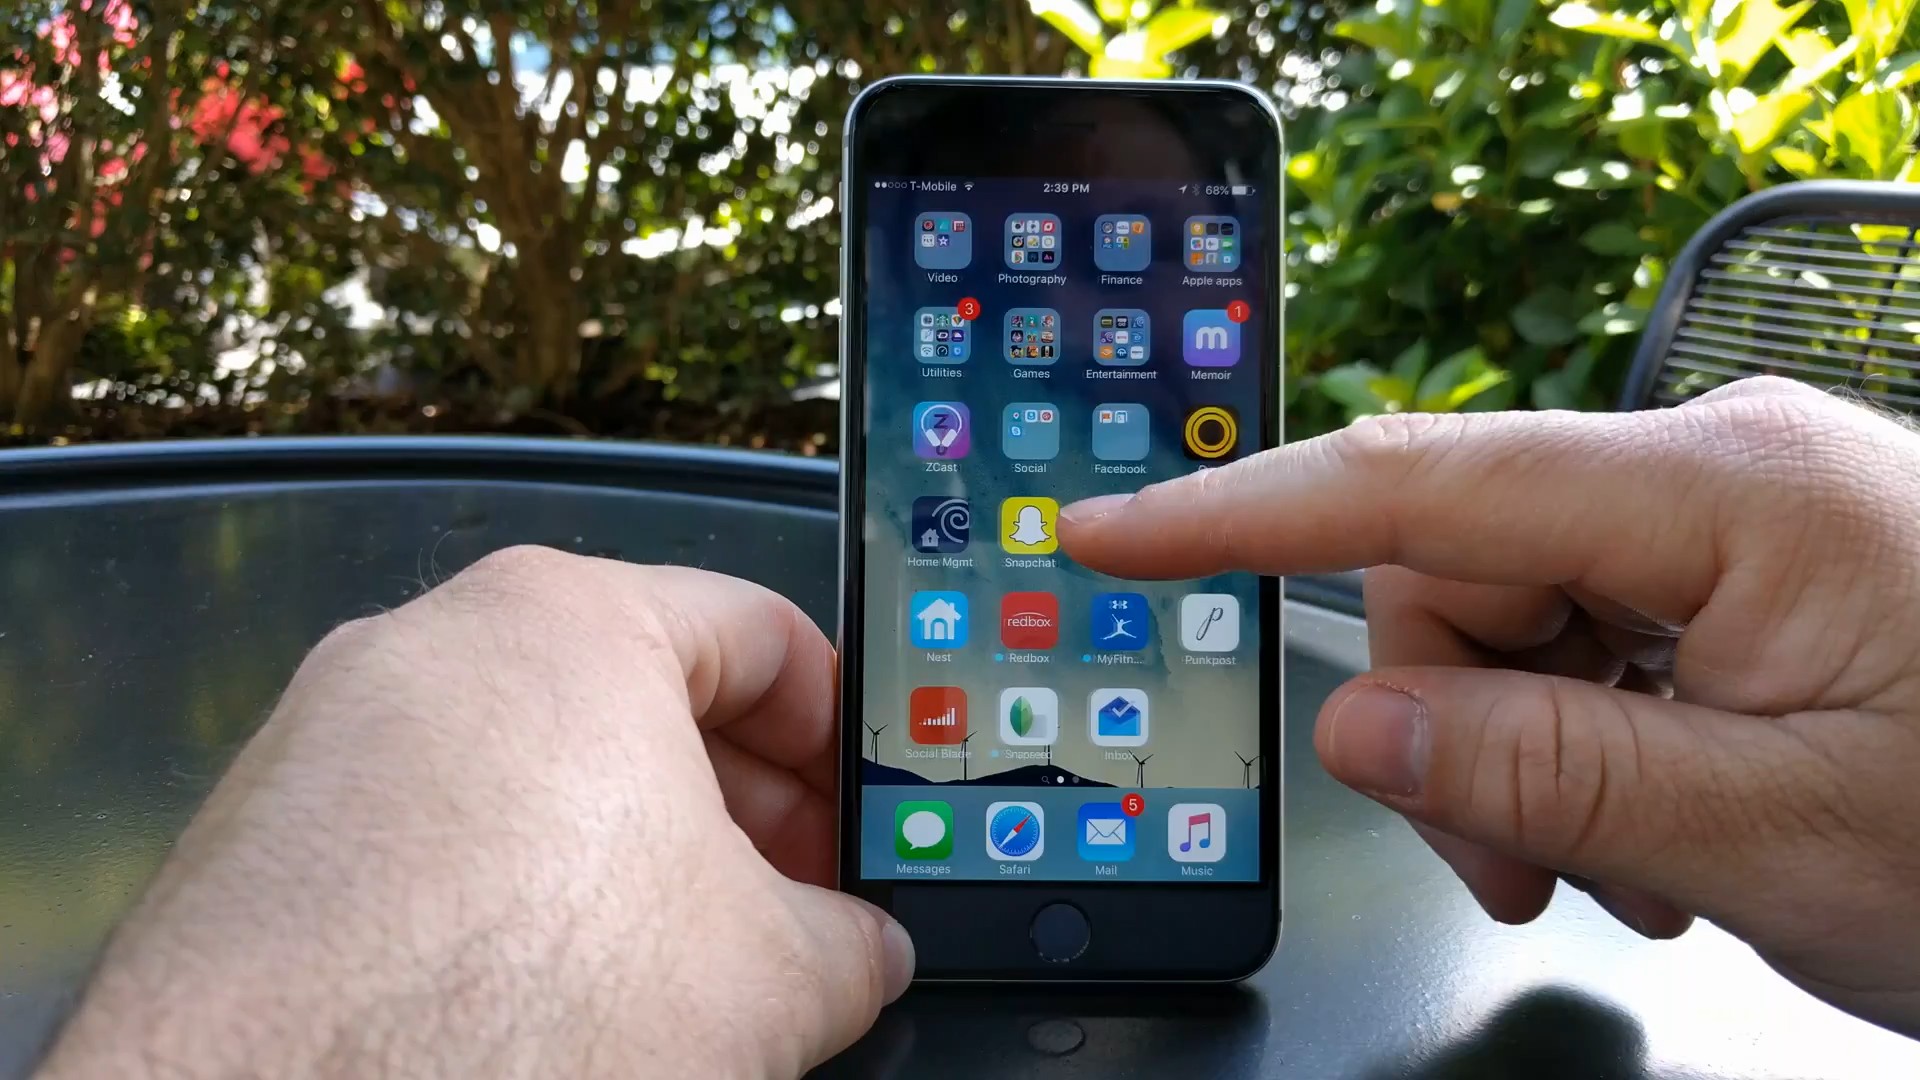 T-Mobile 2:39 PM 68%
Video Photography Finance Apple apps
3 1
m
Utilities Games Entertainment Memoir
Z
ZCast Social Facebook
Home Mgmt Snapchat
redbox.
p
Nest Redbox MyFitn... Punkpost
Social Blade Snapseed Inbox
5
Messages Safari Mail Music